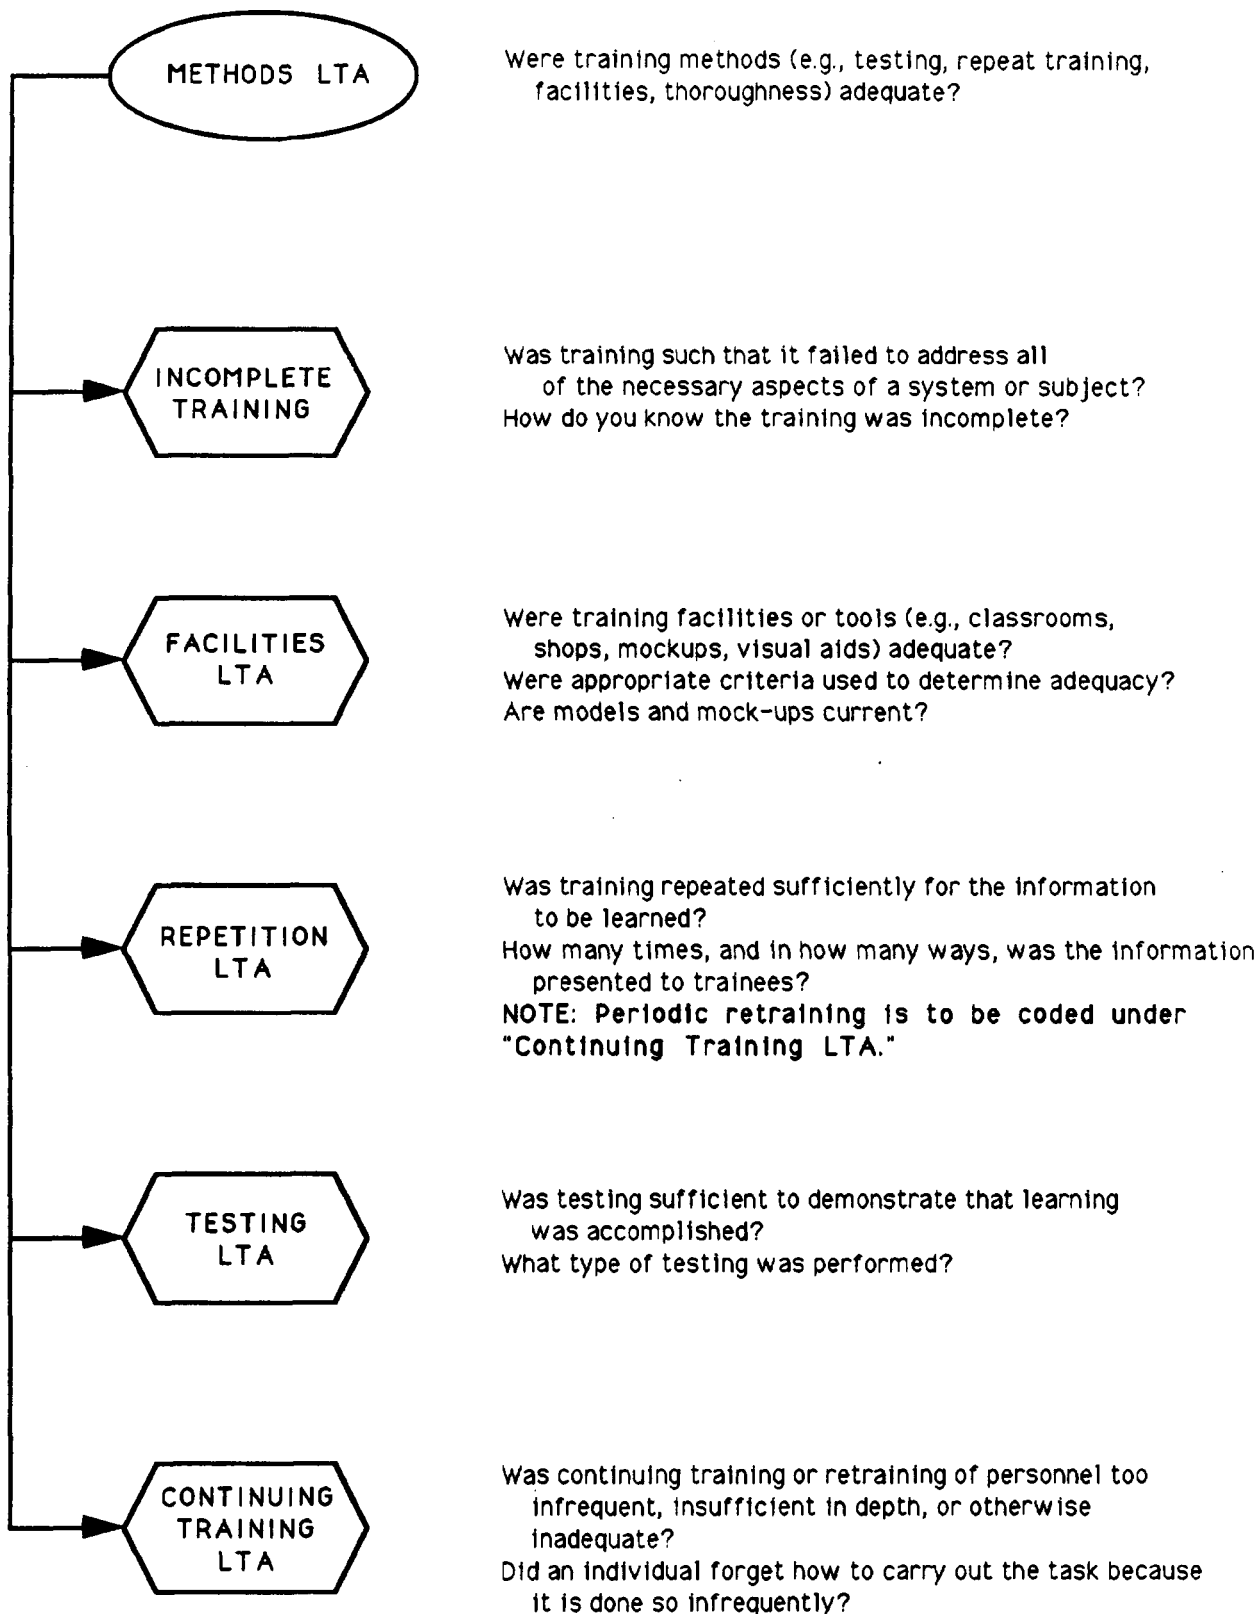 METHODS LTA
Were training methods (e.g., testing, repeat training,
facilities, thoroughness) adequate?
INCOMPLETE
TRAINING
Was training such that it failed to address all
of the necessary aspects of a system or subject?
How do you know the training was incomplete?
FACILITIES
LTA
Were training facilities or tools (e.g., classrooms,
shops, mockups, visual aids) adequate?
Were appropriate criteria used to determine adequacy?
Are models and mock-ups current?
REPETITION
LTA
Was training repeated sufficiently for the information
to be learned?
How many times, and in how many ways, was the information
presented to trainees?
NOTE: Periodic retraining is to be coded under
"Continuing Training LTA."
TESTING
LTA
Was testing sufficient to demonstrate that learning
was accomplished?
What type of testing was performed?
CONTINUING
TRAINING
LTA
Was continuing training or retraining of personnel too
infrequent, insufficient in depth, or otherwise
inadequate?
Did an individual forget how to carry out the task because
it is done so infrequently?